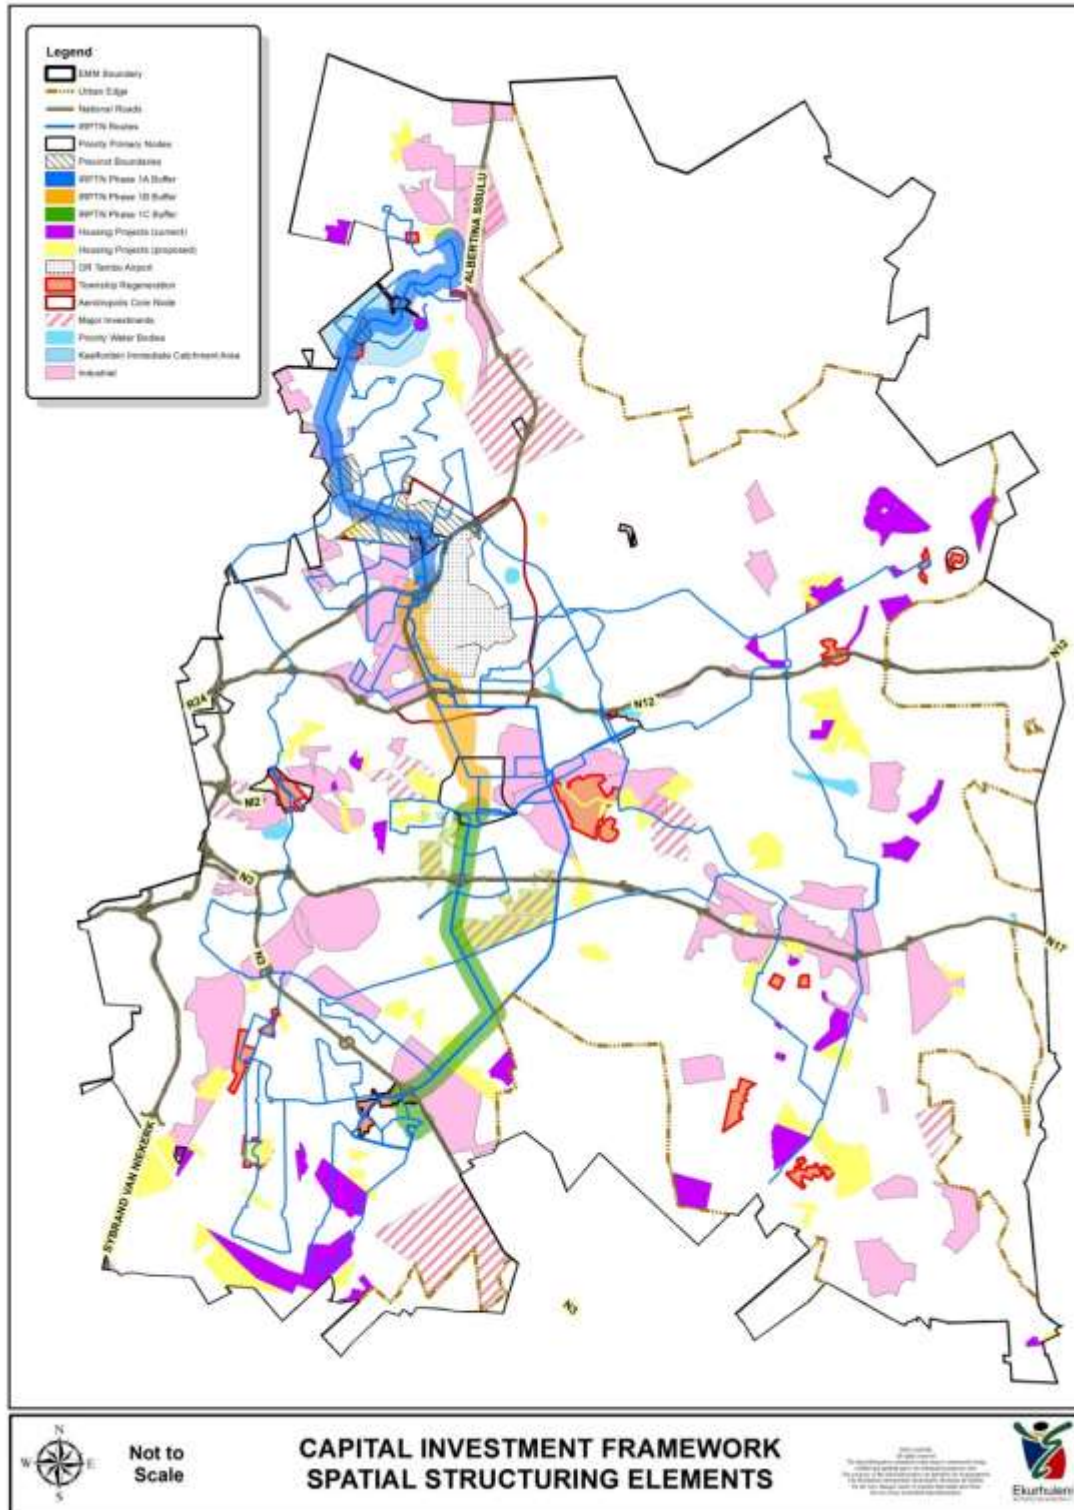 Legend
EMM Boundary
Urban Edge
National Roads
IRPTN Routes
Priority Primary Nodes
Precinct Boundaries
IRPTN Phase 1A Buffer
IRPTN Phase 1B Buffer
IRPTN Phase 1C Buffer
Housing Projects (current)
Housing Projects (proposed)
OR Tambo Airport
Township Regeneration
Aerotropolis Core Node
Major Investments
Priority Water Bodies
Kaalfontein Immediate Catchment Area
Industrial
ALBERTINA SISULU
N12
R24
N12
M2
N3
N3
N17
SYBRAND VAN NIEKERK
N3
N
W
E
S
Not to
Scale
CAPITAL INVESTMENT FRAMEWORK
SPATIAL STRUCTURING ELEMENTS
Ekurhuleni